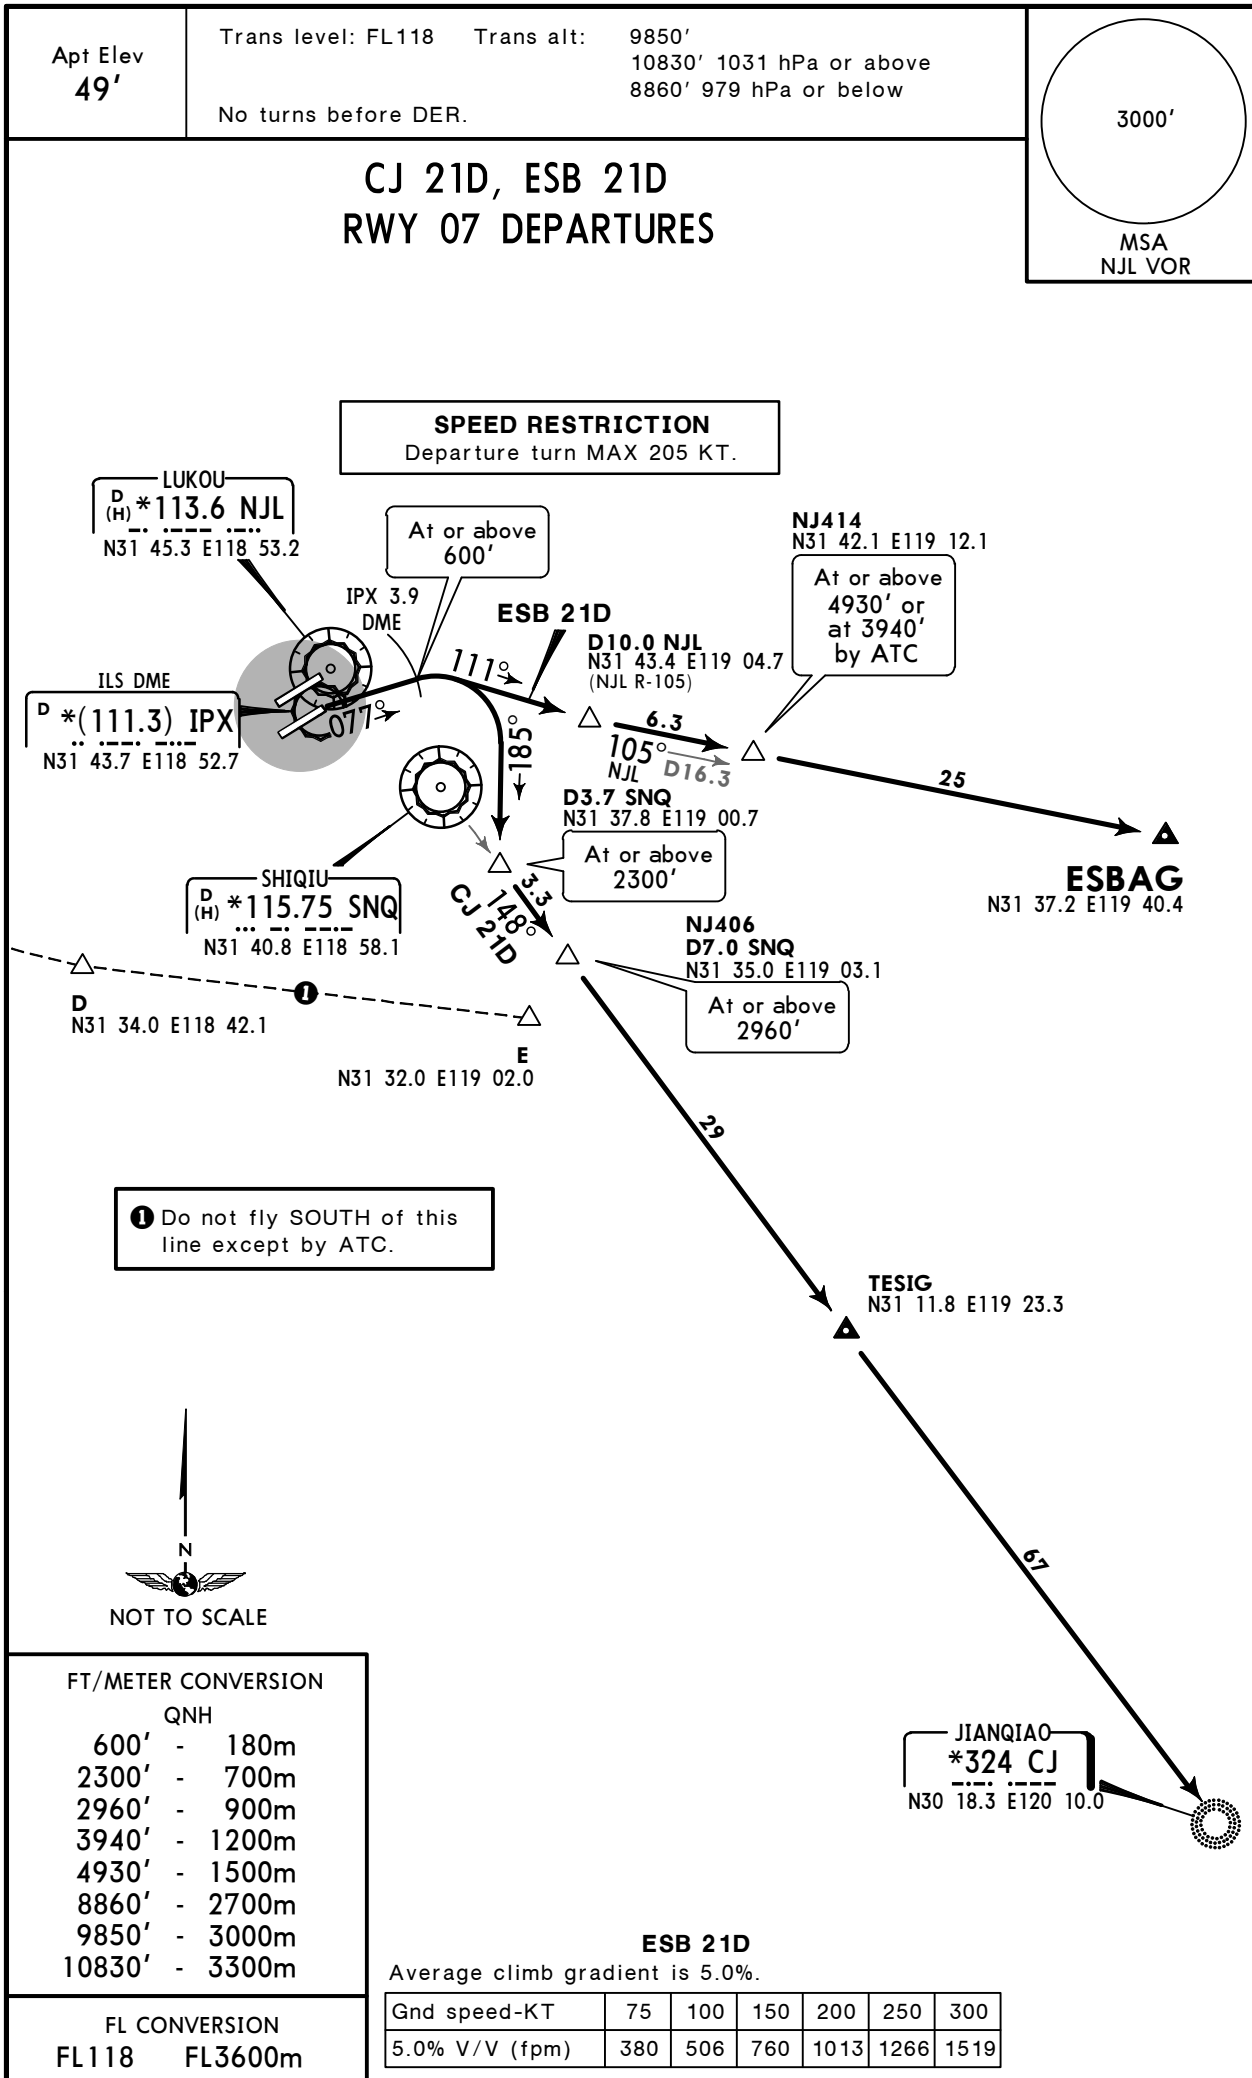 Apt Elev
49'
Trans level: FL118 Trans alt: 9850'
10830' 1031 hPa or above
8860' 979 hPa or below
No turns before DER.
3000'
MSA
NJL VOR
CJ 21D, ESB 21D
RWY 07 DEPARTURES
SPEED RESTRICTION
Departure turn MAX 205 KT.
LUKOU
D
(H) *113.6 NJL
N31 45.3 E118 53.2
At or above
600'
IPX 3.9
DME
ESB 21D
NJ414
N31 42.1 E119 12.1
At or above
4930' or
at 3940'
by ATC
D10.0 NJL
N31 43.4 E119 04.7
(NJL R-105)
111°
077°
185°
6.3
105°
NJL
D16.3
25
ILS DME
D *(111.3) IPX
N31 43.7 E118 52.7
D3.7 SNQ
N31 37.8 E119 00.7
At or above
2300'
ESBAG
N31 37.2 E119 40.4
SHIQIU
D
(H) *115.75 SNQ
N31 40.8 E118 58.1
3.3
148°
CJ 21D
NJ406
D7.0 SNQ
N31 35.0 E119 03.1
At or above
2960'
D
N31 34.0 E118 42.1
1
E
N31 32.0 E119 02.0
29
1 Do not fly SOUTH of this
line except by ATC.
TESIG
N31 11.8 E119 23.3
67
N
NOT TO SCALE
JIANQIAO
*324 CJ
N30 18.3 E120 10.0
FT/METER CONVERSION
QNH
600' - 180m
2300' - 700m
2960' - 900m
3940' - 1200m
4930' - 1500m
8860' - 2700m
9850' - 3000m
10830' - 3300m
FL CONVERSION
FL118 FL3600m
ESB 21D
Average climb gradient is 5.0%.
Gnd speed-KT 75 100 150 200 250 300
5.0% V/V (fpm) 380 506 760 1013 1266 1519